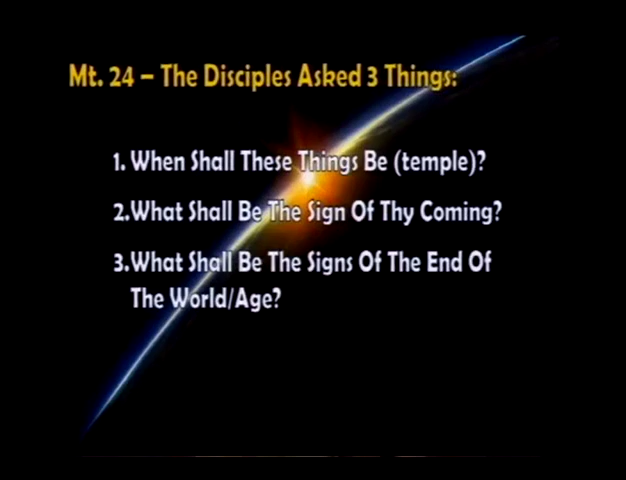 Mt. 24 – The Disciples Asked 3 Things:
1. When Shall These Things Be (temple)?
2.What Shall Be The Sign Of Thy Coming?
3.What Shall Be The Signs Of The End Of
The World/Age?